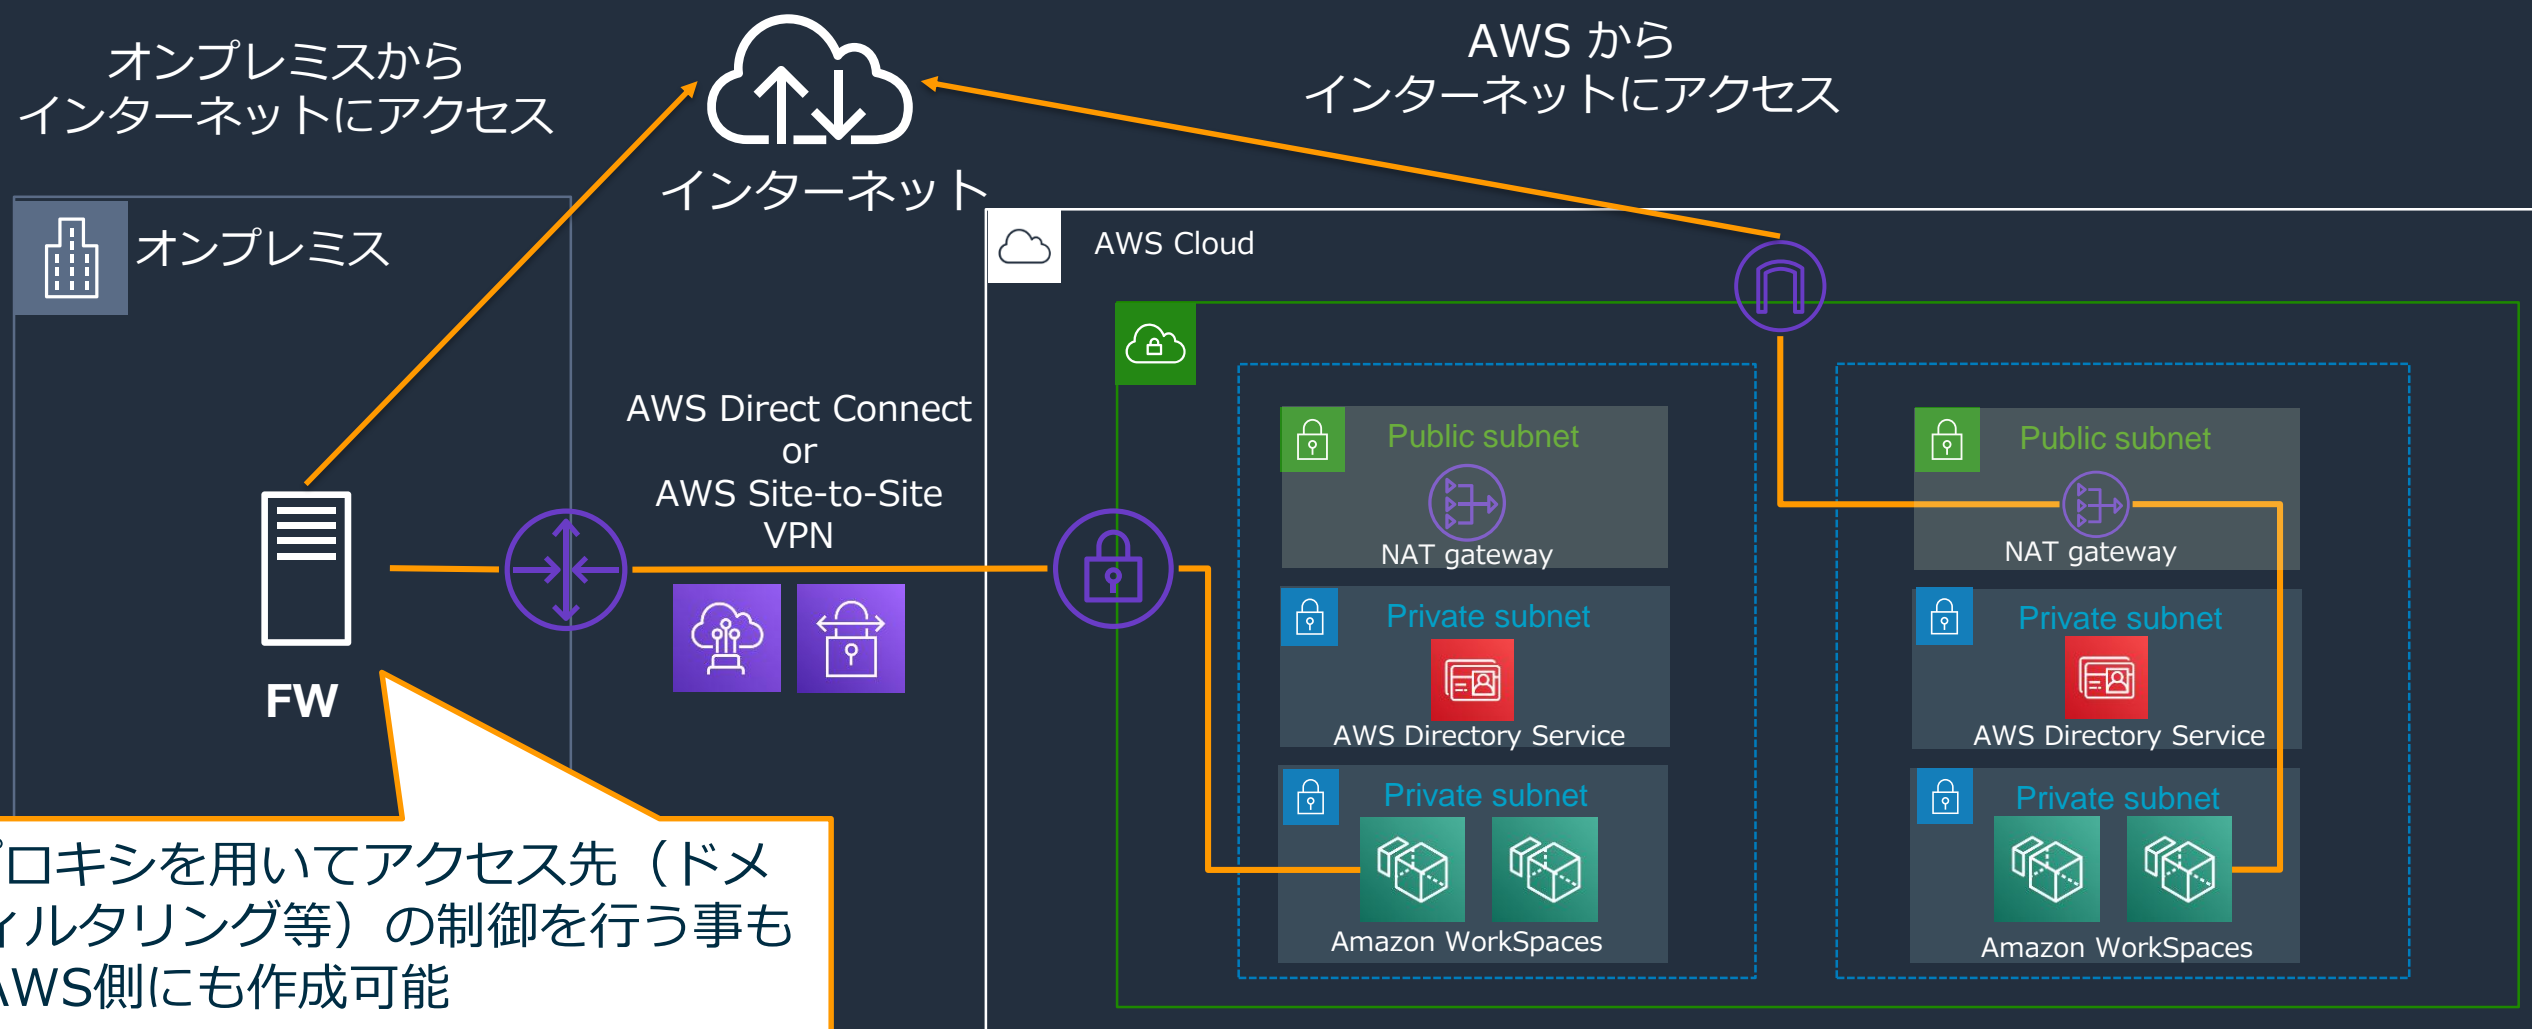 オンプレミスから
インターネットにアクセス
AWS から
インターネットにアクセス
インターネット
オンプレミス
AWS Cloud
AWS Direct Connect
or
AWS Site-to-Site
VPN
FW
Public subnet
NAT gateway
Private subnet
AWS Directory Service
Private subnet
Amazon WorkSpaces
Public subnet
NAT gateway
Private subnet
AWS Directory Service
Private subnet
Amazon WorkSpaces
プロキシを用いてアクセス先（ドメ
ィルタリング等）の制御を行う事も
AWS側にも作成可能